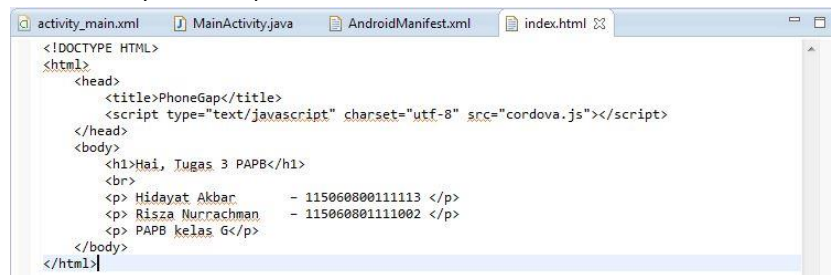 activity_main.xml MainActivity.java AndroidManifest.xml index.html
<!DOCTYPE HTML>
<html>
<head>
<title>PhoneGap</title>
<script type="text/javascript" charset="utf-8" src="cordova.js"></script>
</head>
<body>
<h1>Hai, Tugas 3 PAPB</h1>
<br>
<p> Hidayat Akbar - 115060800111113 </p>
<p> Risza Nurrachman - 115060801111002 </p>
<p> PAPB kelas G</p>
</body>
</html>